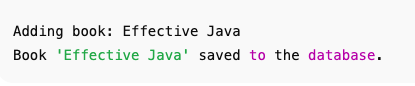 Adding book: Effective Java
Book 'Effective Java' saved to the database.